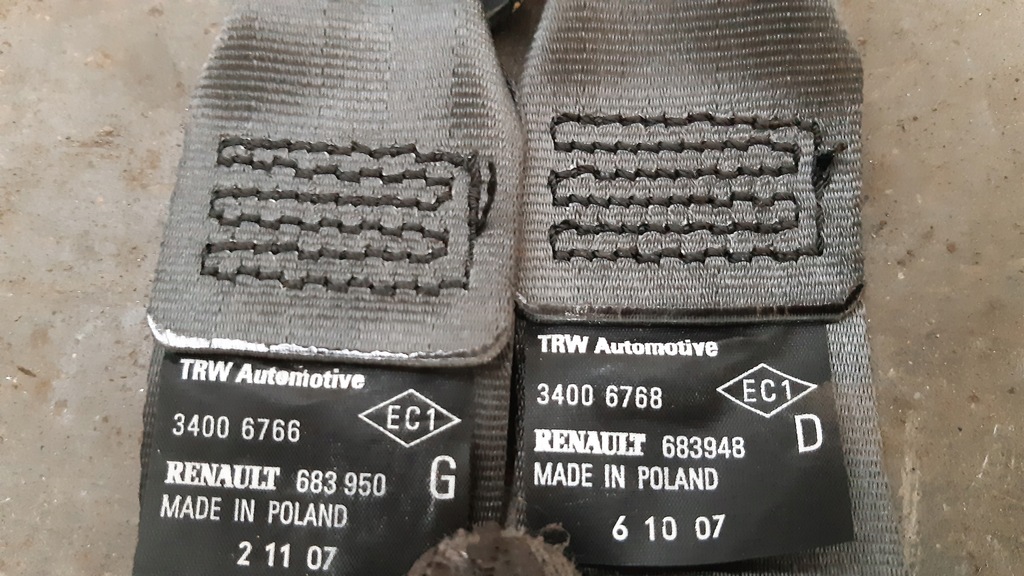 TRW Automotive
3400 6766
EC1
RENAULT 683 950
G
MADE IN POLAND
2 11 07
TRW Automotive
3400 6768
EC1
RENAULT 683948
D
MADE IN POLAND
6 10 07